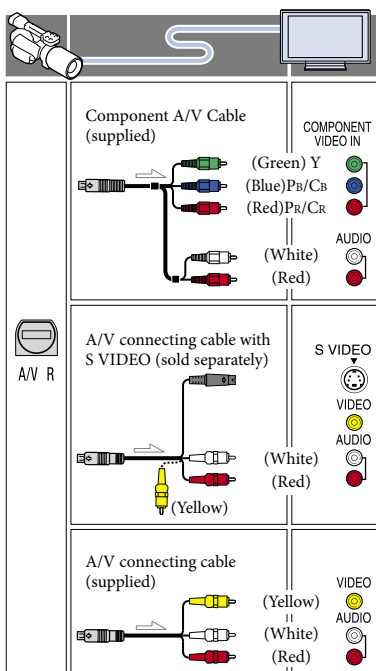 Component A/V Cable
(supplied)
COMPONENT
VIDEO IN
(Green) Y
(Blue)PB/CB
(Red)PR/CR
AUDIO
(White)
(Red)
A/V R
A/V connecting cable with
S VIDEO (sold separately)
S VIDEO
VIDEO
AUDIO
(White)
(Red)
(Yellow)
A/V connecting cable
(supplied)
VIDEO
(Yellow)
AUDIO
(White)
(Red)